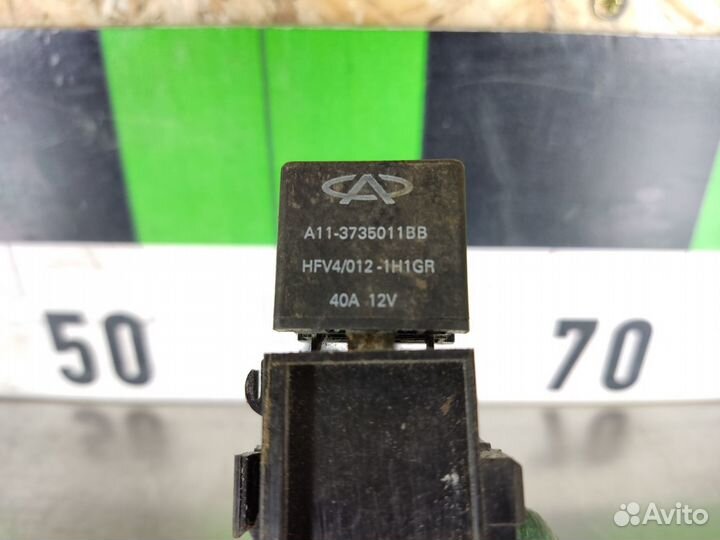 A11-3735011BB
HFV4/012-1H1GR
40A 12V
50 70
Avito